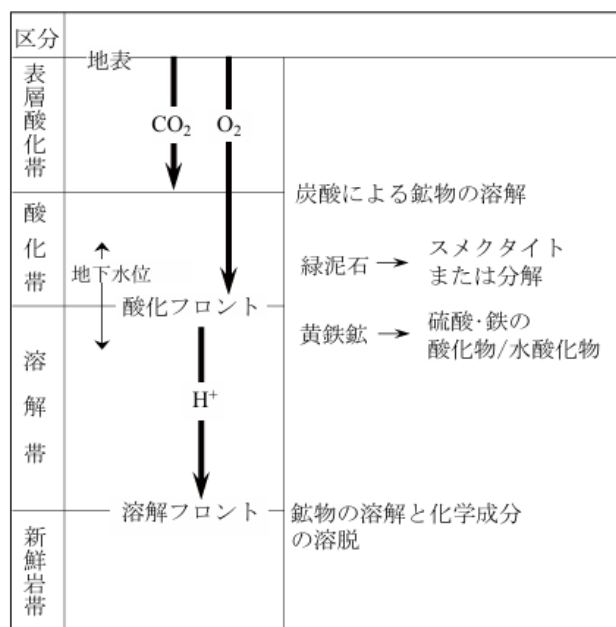 区分
地表
表層酸化帯
CO₂
O₂
炭酸による鉱物の溶解
酸化帯
地下水位
緑泥石
スメクタイト
または分解
酸化フロント
黄鉄鉱
硫酸·鉄の
酸化物/水酸化物
溶解帯
H⁺
溶解フロント
鉱物の溶解と化学成分
の溶脱
新鮮岩帯